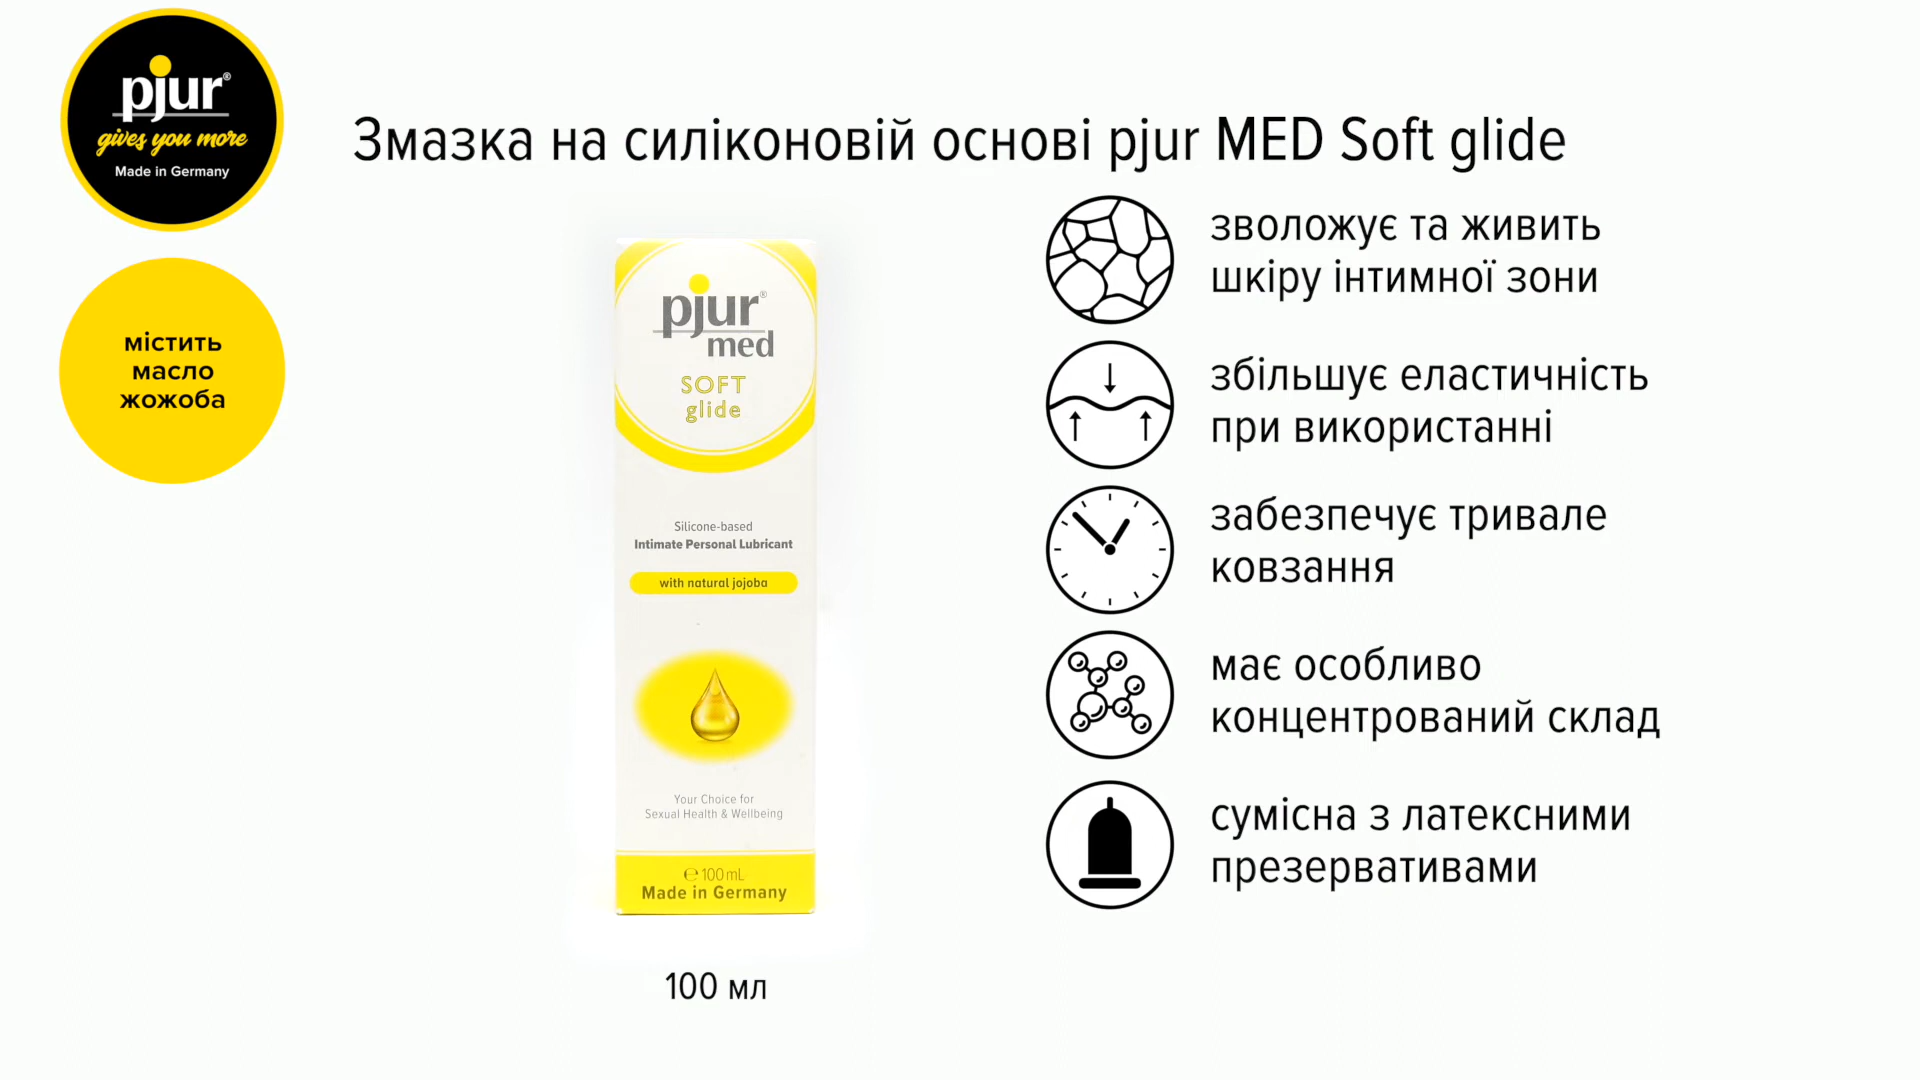 pjur®
gives you more
Made in Germany
містить
масло
жожоба
Змазка на силіконовій основі pjur MED Soft glide
pjur®
med
SOFT
glide
Silicone-based
Intimate Personal Lubricant
with natural jojoba
Your Choice for
Sexual Health & Wellbeing
℮ 100 mL
Made in Germany
100 мл
зволожує та живить
шкіру інтимної зони
збільшує еластичність
при використанні
забезпечує тривале
ковзання
має особливо
концентрований склад
сумісна з латексними
презервативами